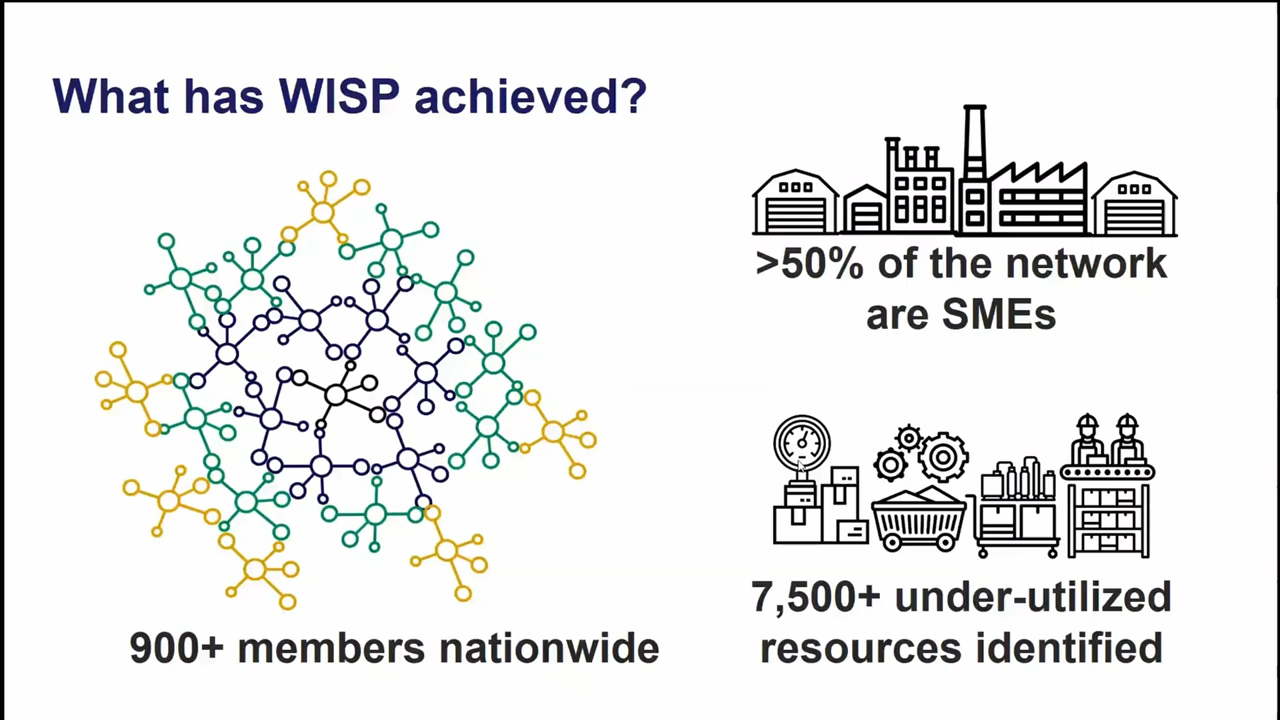 What has WISP achieved?
>50% of the network
are SMEs
900+ members nationwide
7,500+ under-utilized
resources identified